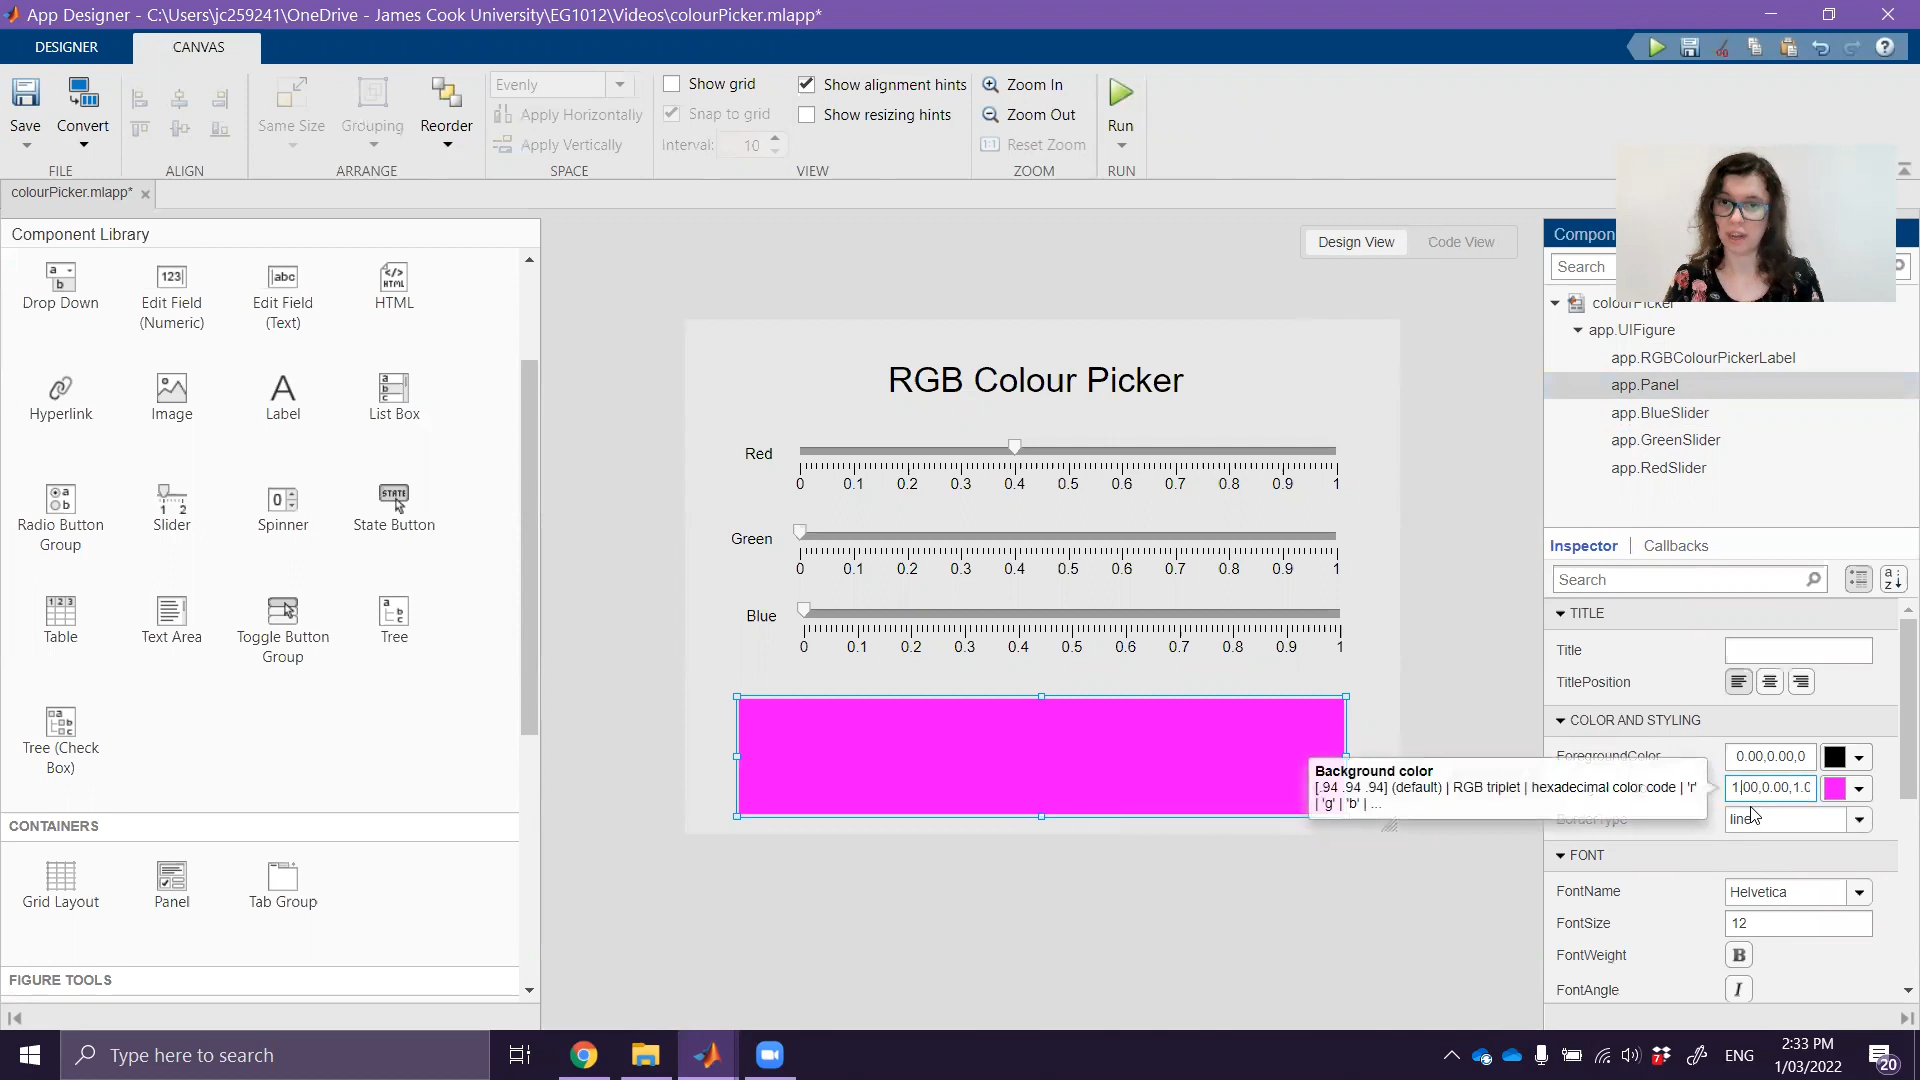 App Designer - C:\Users\jc259241\OneDrive - James Cook University\EG1012\Videos\colourPicker.mlapp*
DESIGNER
CANVAS
Save
Convert
Same Size
Grouping
Reorder
Evenly
Apply Horizontally
Apply Vertically
Show grid
Snap to grid
Interval: 10
Show alignment hints
Show resizing hints
Zoom In
Zoom Out
Reset Zoom
Run
FILE
ALIGN
ARRANGE
SPACE
VIEW
ZOOM
RUN
colourPicker.mlapp*
Component Library
Drop Down
Edit Field (Numeric)
Edit Field (Text)
HTML
Hyperlink
Image
Label
List Box
Radio Button Group
Slider
Spinner
State Button
Table
Text Area
Toggle Button Group
Tree
Tree (Check Box)
CONTAINERS
Grid Layout
Panel
Tab Group
FIGURE TOOLS
Design View
Code View
RGB Colour Picker
Red
0 0.1 0.2 0.3 0.4 0.5 0.6 0.7 0.8 0.9 1
Green
0 0.1 0.2 0.3 0.4 0.5 0.6 0.7 0.8 0.9 1
Blue
0 0.1 0.2 0.3 0.4 0.5 0.6 0.7 0.8 0.9 1
Search
colourPicker
app.UIFigure
app.RGBColourPickerLabel
app.Panel
app.BlueSlider
app.GreenSlider
app.RedSlider
Inspector
Callbacks
Search
TITLE
Title
TitlePosition
COLOR AND STYLING
ForegroundColor 0.00,0.00,0
Background color
[.94 .94 .94] (default) | RGB triplet | hexadecimal color code | 'r'
| 'g' | 'b' | ...
1.00,0.00,1.0
BorderType line
FONT
FontName Helvetica
FontSize 12
FontWeight B
FontAngle I
Type here to search
ENG
2:33 PM
1/03/2022
20